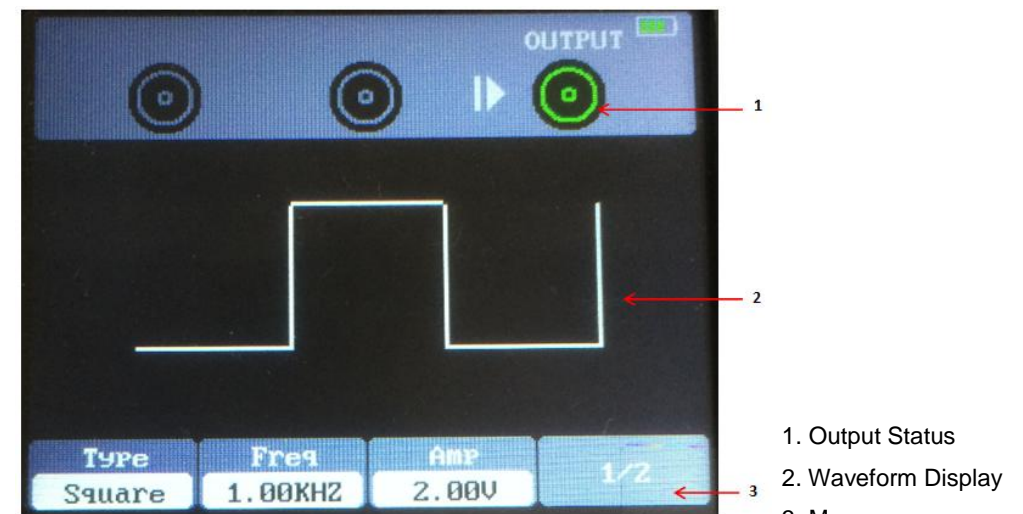 OUTPUT
1
2
Type Freq Amp 1/2
Square 1.00KHZ 2.00V
3
1. Output Status
2. Waveform Display